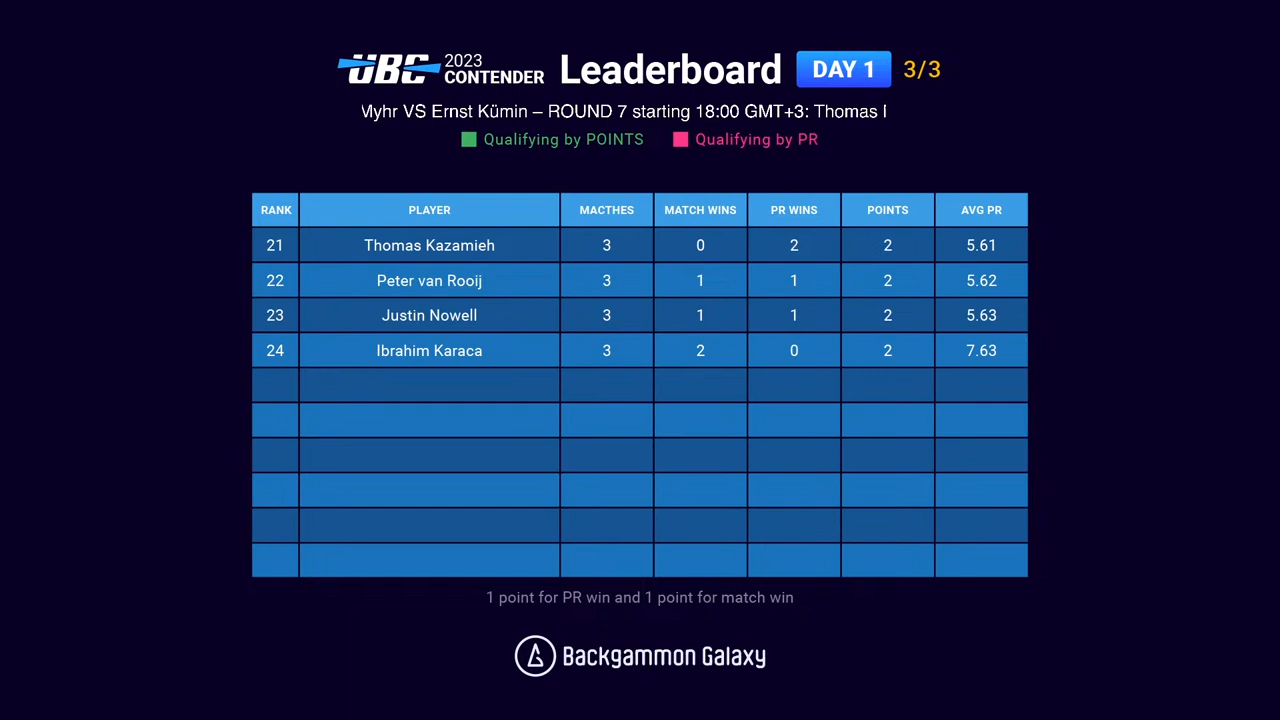 UBC 2023 CONTENDER Leaderboard DAY 1 3/3
Myhr VS Ernst Kümin – ROUND 7 starting 18:00 GMT+3: Thomas
Qualifying by POINTS Qualifying by PR
RANK PLAYER MACTHES MATCH WINS PR WINS POINTS AVG PR
21 Thomas Kazamieh 3 0 2 2 5.61
22 Peter van Rooij 3 1 1 2 5.62
23 Justin Nowell 3 1 1 2 5.63
24 Ibrahim Karaca 3 2 0 2 7.63
1 point for PR win and 1 point for match win
Backgammon Galaxy